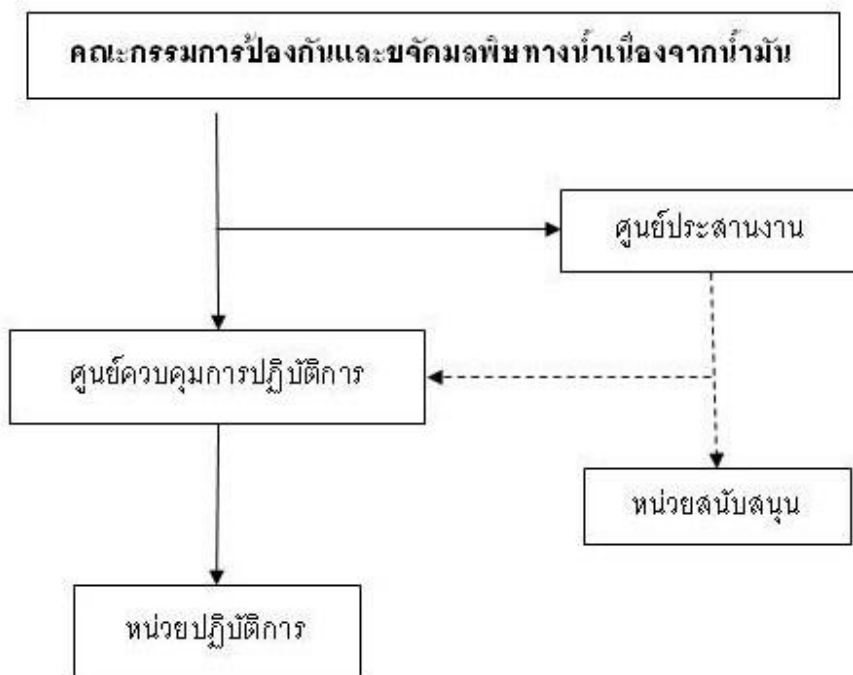 คณะกรรมการป้องกันและขจัดมลพิษทางน้ำเนื่องจากน้ำมัน
ศูนย์ประสานงาน
ศูนย์ควบคุมการปฏิบัติการ
หน่วยสนับสนุน
หน่วยปฏิบัติการ